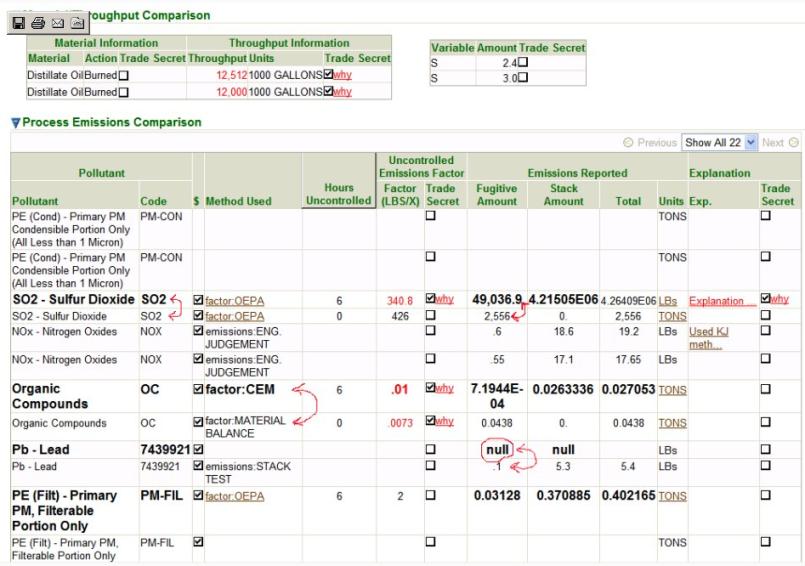 roughput Comparison
Material Information Throughput Information
Material Action Trade Secret Throughput Units Trade Secret
Distillate Oil Burned 12,512 1000 GALLONS why
Distillate Oil Burned 12,000 1000 GALLONS why
Variable Amount Trade Secret
S 2.4
S 3.0
Process Emissions Comparison
Previous Show All 22 Next
Pollutant Uncontrolled Emissions Factor Emissions Reported Explanation
Pollutant Code $ Method Used Hours Uncontrolled Factor (LBS/X) Trade Secret Fugitive Amount Stack Amount Total Units Exp. Trade Secret
PE (Cond) - Primary PM PM-CON TONS
Condensible Portion Only
(All Less than 1 Micron)
PE (Cond) - Primary PM PM-CON TONS
Condensible Portion Only
(All Less than 1 Micron)
SO2 - Sulfur Dioxide SO2 factor:OEPA 6 340.8 why 49,036.9 4.21505E06 4.26409E06 LBs Explanation ... why
SO2 - Sulfur Dioxide SO2 factor:OEPA 0 426 2,556 0. 2,556 TONS
NOx - Nitrogen Oxides NOX emissions:ENG. .6 18.6 19.2 LBs Used KJ
JUDGEMENT meth...
NOx - Nitrogen Oxides NOX emissions:ENG. .55 17.1 17.65 LBs
JUDGEMENT
Organic OC factor:CEM 6 .01 why 7.1944E- 0.0263336 0.027053 TONS
Compounds 04
Organic Compounds OC factor:MATERIAL 0 .0073 why 0.0438 0. 0.0438 TONS
BALANCE
Pb - Lead 7439921 null null LBs
Pb - Lead 7439921 emissions:STACK .1 5.3 5.4 LBs
TEST
PE (Filt) - Primary PM-FIL factor:OEPA 6 2 0.03128 0.370885 0.402165 TONS
PM, Filterable
Portion Only
PE (Filt) - Primary PM, PM-FIL TONS
Filterable Portion Only